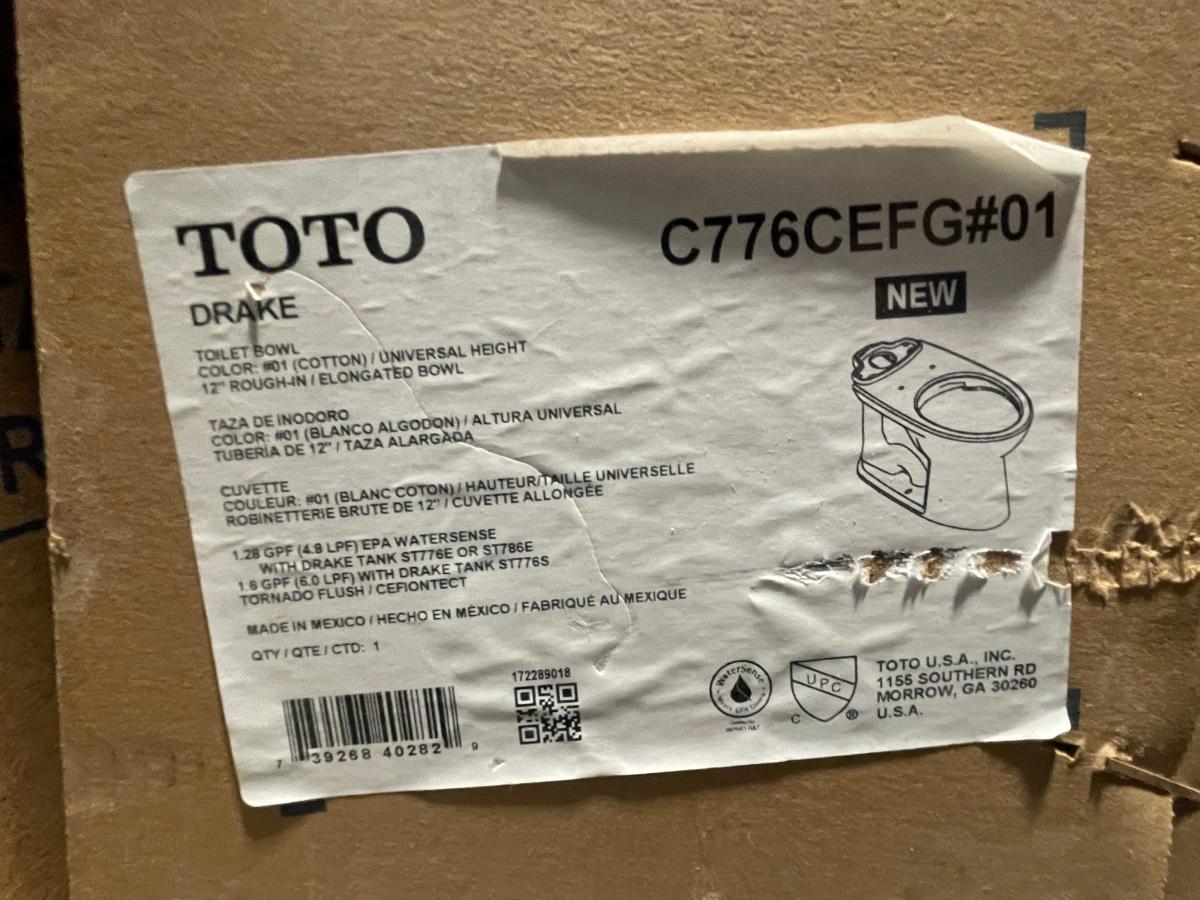 TOTO
C776CEFG#01
NEW
DRAKE
TOILET BOWL
COLOR: #01 (COTTON) / UNIVERSAL HEIGHT
12" ROUGH-IN / ELONGATED BOWL
TAZA DE INODORO
COLOR: #01 (BLANCO ALGODON) / ALTURA UNIVERSAL
TUBERÍA DE 12" / TAZA ALARGADA
CUVETTE
COULEUR: #01 (BLANC COTON) / HAUTEUR/TAILLE UNIVERSELLE
ROBINETTERIE BRUTE DE 12" / CUVETTE ALLONGÉE
1.28 GPF (4.8 LPF) EPA WATERSENSE
WITH DRAKE TANK ST776E OR ST786E
1.6 GPF (6.0 LPF) WITH DRAKE TANK ST776S
TORNADO FLUSH / CEFIONTECT
MADE IN MEXICO / HECHO EN MÉXICO / FABRIQUÉ AU MEXIQUE
QTY / QTE / CTD: 1
7 39268 40282 9
172289018
WaterSense
UPC
C ®
TOTO U.S.A., INC.
1155 SOUTHERN RD
MORROW, GA 30260
U.S.A.
R